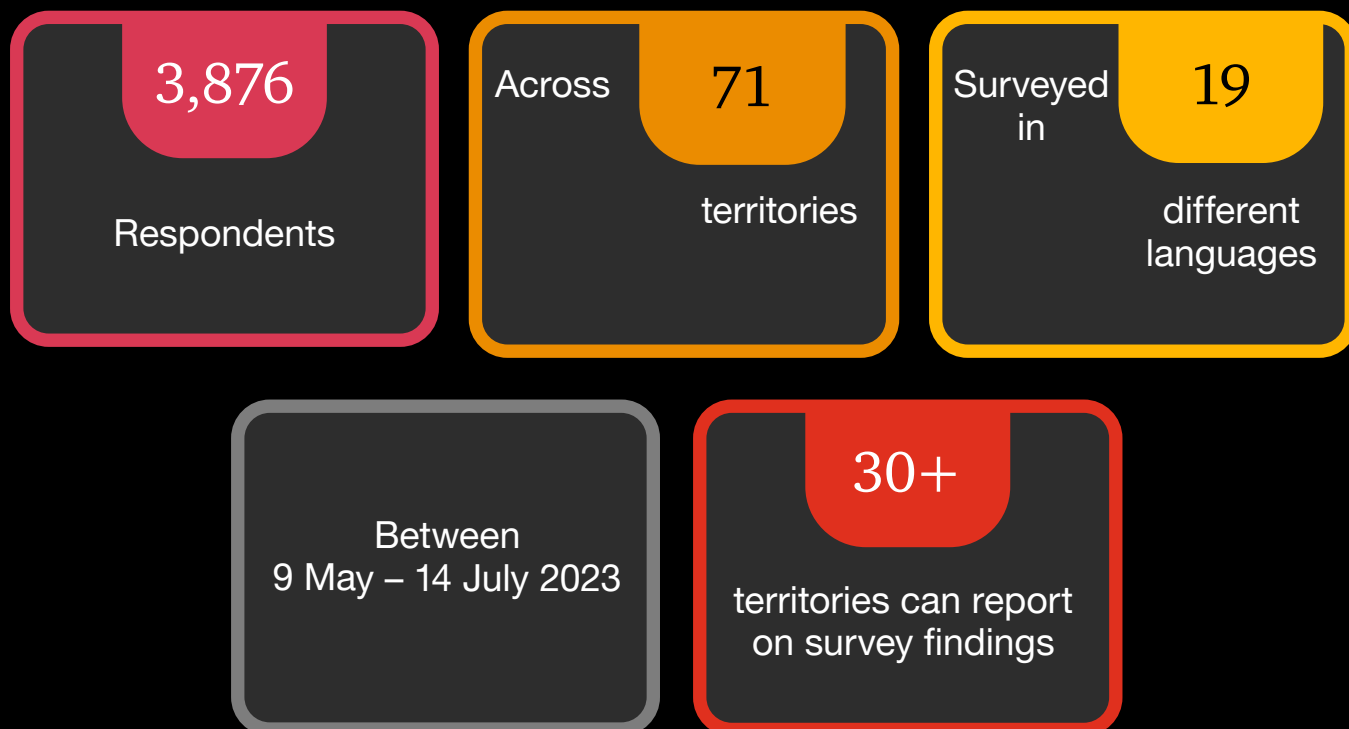 3,876
Respondents
Across
71
territories
Surveyed
in
19
different
languages
Between
9 May – 14 July 2023
30+
territories can report
on survey findings